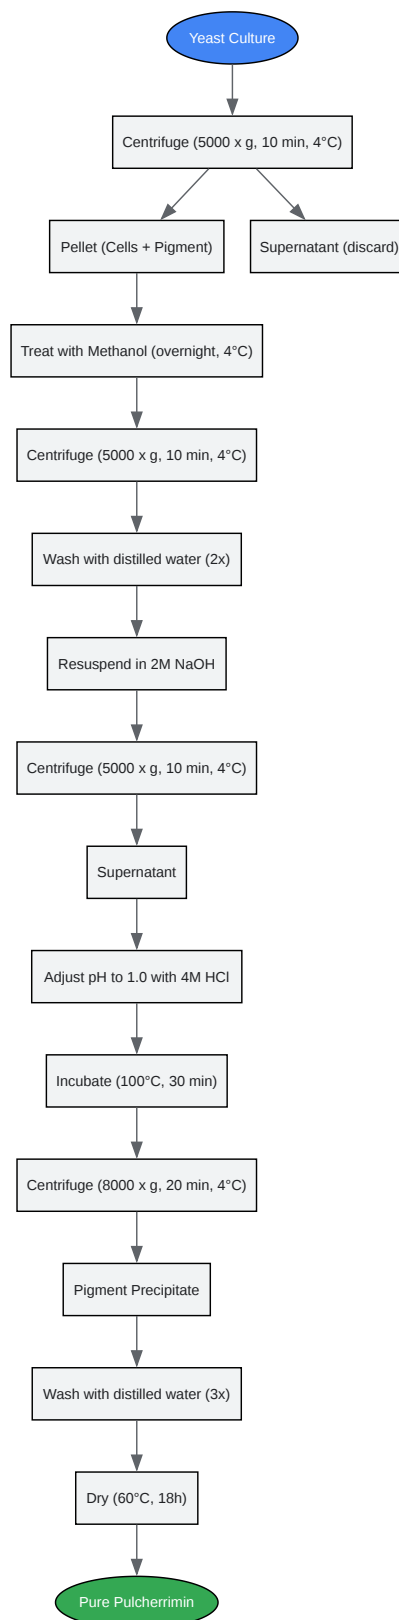 Yeast Culture
Centrifuge (5000 x g, 10 min, 4°C)
Pellet (Cells + Pigment)
Supernatant (discard)
Treat with Methanol (overnight, 4°C)
Centrifuge (5000 x g, 10 min, 4°C)
Wash with distilled water (2x)
Resuspend in 2M NaOH
Centrifuge (5000 x g, 10 min, 4°C)
Supernatant
Adjust pH to 1.0 with 4M HCl
Incubate (100°C, 30 min)
Centrifuge (8000 x g, 20 min, 4°C)
Pigment Precipitate
Wash with distilled water (3x)
Dry (60°C, 18h)
Pure Pulcherrimin